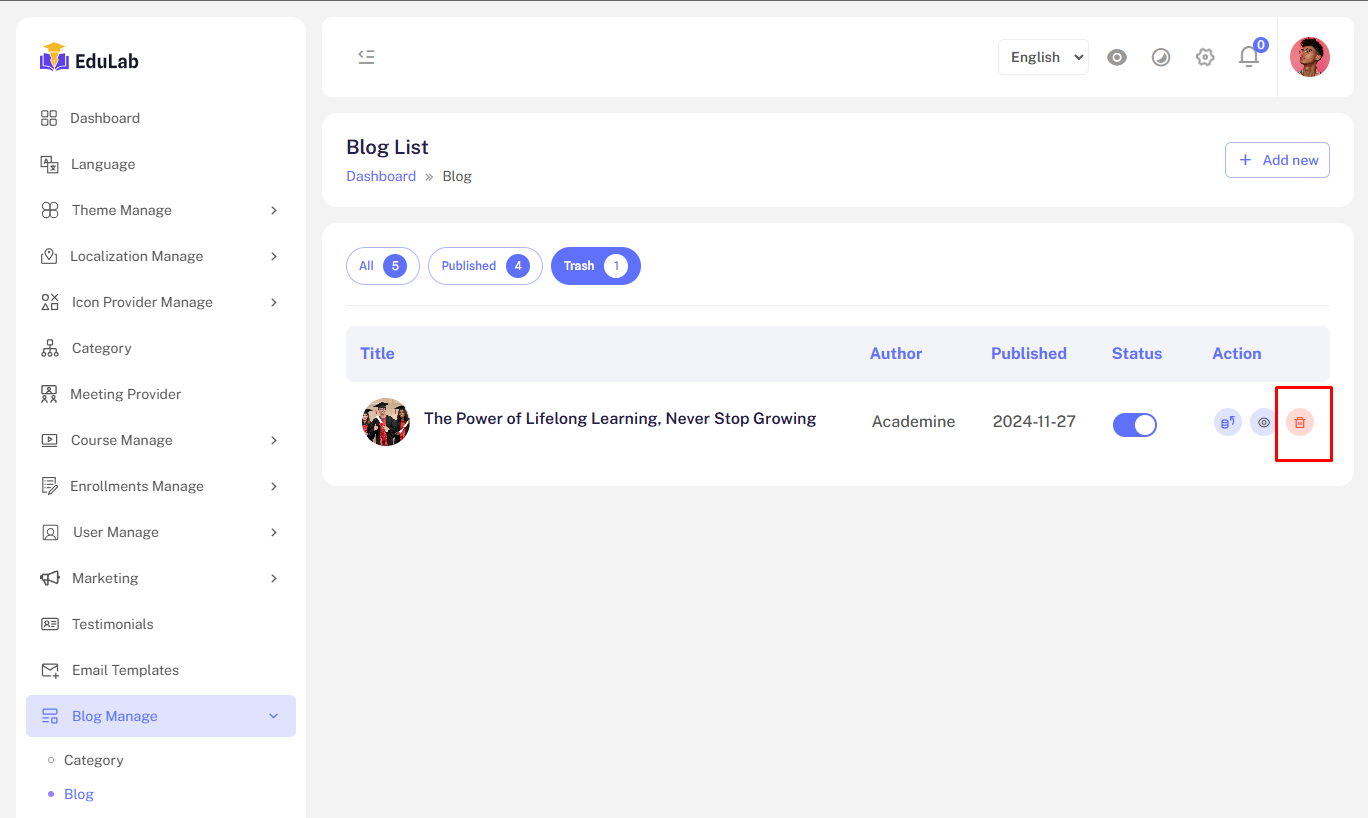 EduLab
Dashboard
Language
Theme Manage
Localization Manage
Icon Provider Manage
Category
Meeting Provider
Course Manage
Enrollments Manage
User Manage
Marketing
Testimonials
Email Templates
Blog Manage
Category
Blog
English
0
Blog List
Dashboard » Blog
+ Add new
All 5 Published 4 Trash 1
Title Author Published Status Action
The Power of Lifelong Learning, Never Stop Growing Academine 2024-11-27